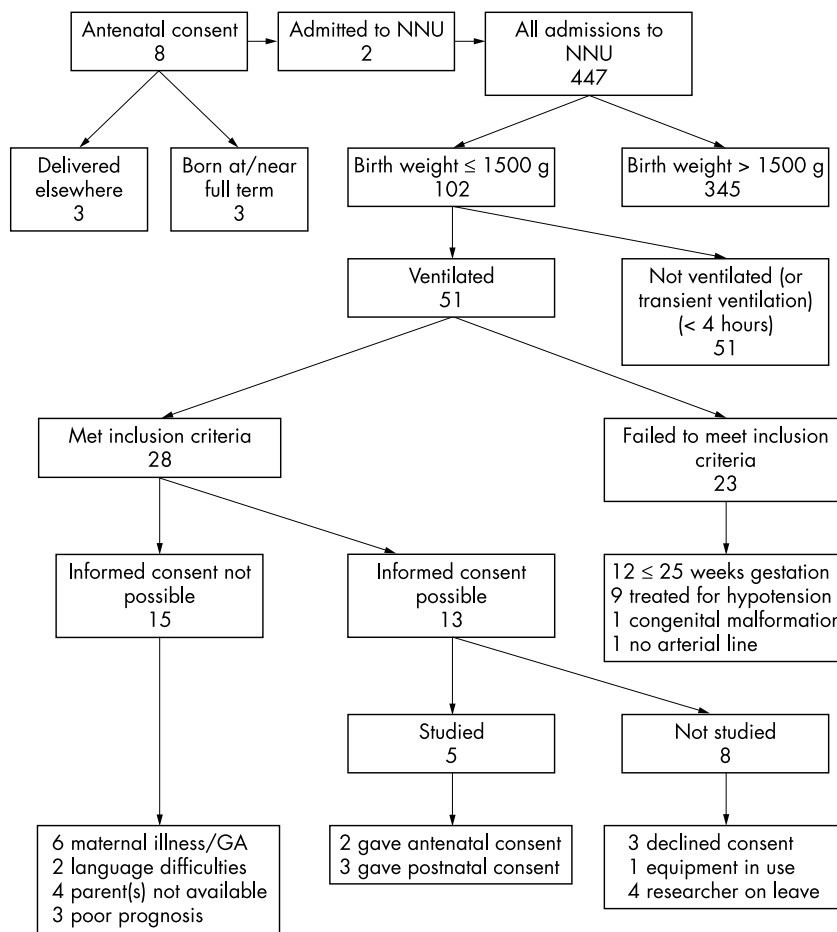 Antenatal consent
8
Admitted to NNU
2
All admissions to
NNU
447
Delivered
elsewhere
3
Born at/near
full term
3
Birth weight ≤ 1500 g
102
Birth weight > 1500 g
345
Ventilated
51
Not ventilated (or
transient ventilation)
(< 4 hours)
51
Met inclusion criteria
28
Failed to meet inclusion
criteria
23
Informed consent not
possible
15
Informed consent
possible
13
12 ≤ 25 weeks gestation
9 treated for hypotension
1 congenital malformation
1 no arterial line
Studied
5
Not studied
8
6 maternal illness/GA
2 language difficulties
4 parent(s) not available
3 poor prognosis
2 gave antenatal consent
3 gave postnatal consent
3 declined consent
1 equipment in use
4 researcher on leave